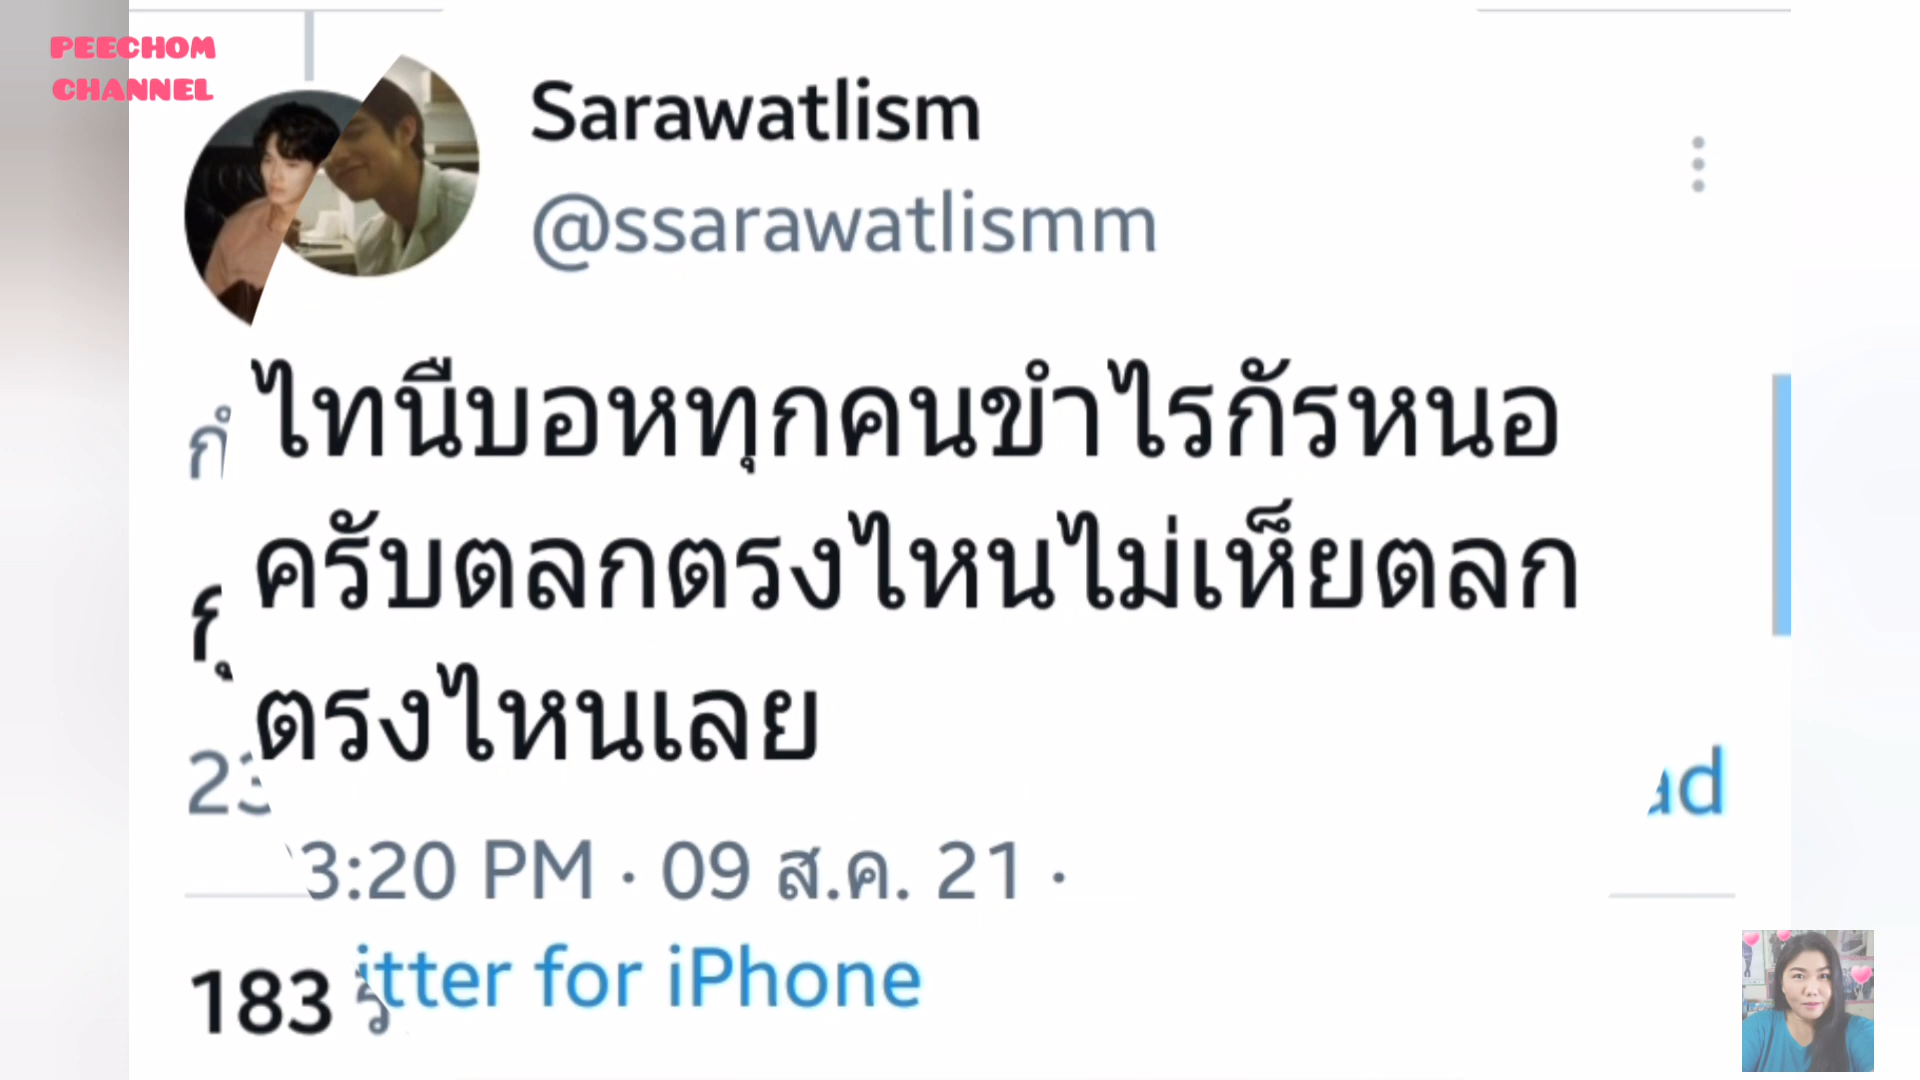 PEECHOM
CHANNEL
Sarawatlism
@ssarawatlismm
ไทนืบอหทุกคนขำไรกัรหนอ
ครับตลกตรงไหนไม่เห็ยตลก
ตรงไหนเลย
3:20 PM · 09 ส.ค. 21 ·
itter for iPhone
183